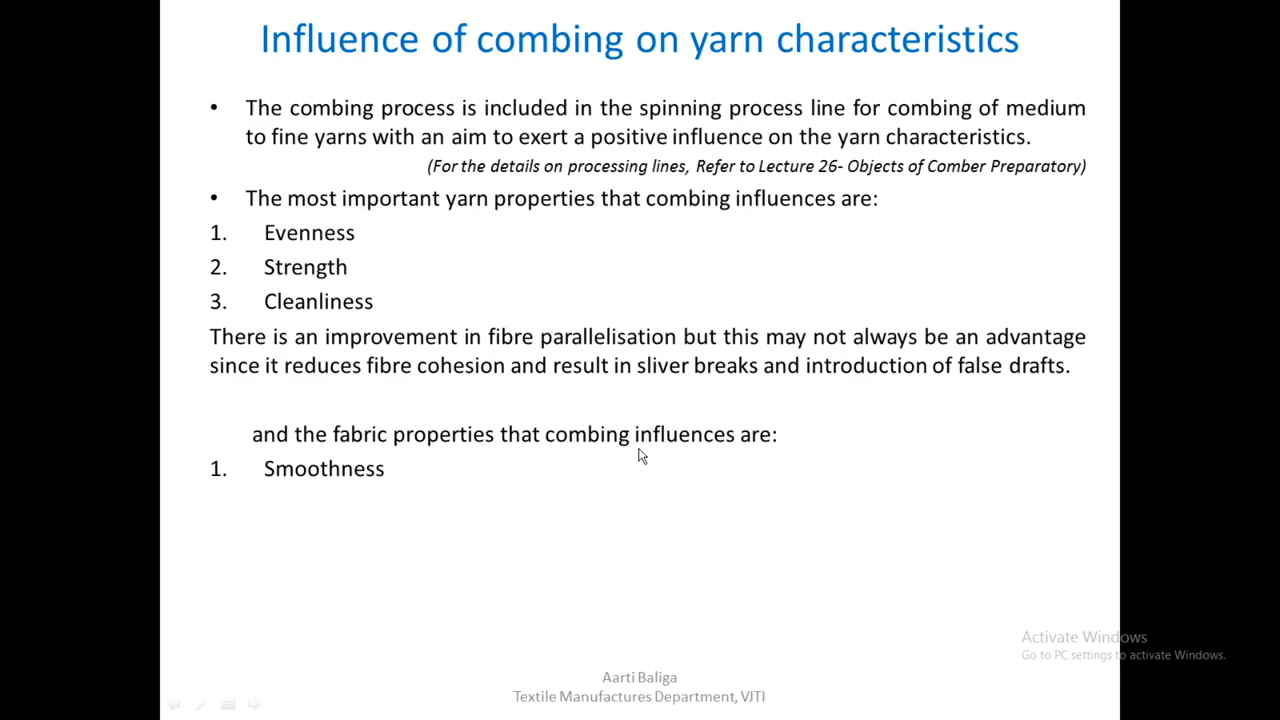 Influence of combing on yarn characteristics
• The combing process is included in the spinning process line for combing of medium
to fine yarns with an aim to exert a positive influence on the yarn characteristics.
(For the details on processing lines, Refer to Lecture 26- Objects of Comber Preparatory)
• The most important yarn properties that combing influences are:
1. Evenness
2. Strength
3. Cleanliness
There is an improvement in fibre parallelisation but this may not always be an advantage
since it reduces fibre cohesion and result in sliver breaks and introduction of false drafts.
and the fabric properties that combing influences are:
1. Smoothness
Activate Windows
Go to PC settings to activate Windows.
Aarti Baliga
Textile Manufactures Department, VJTI